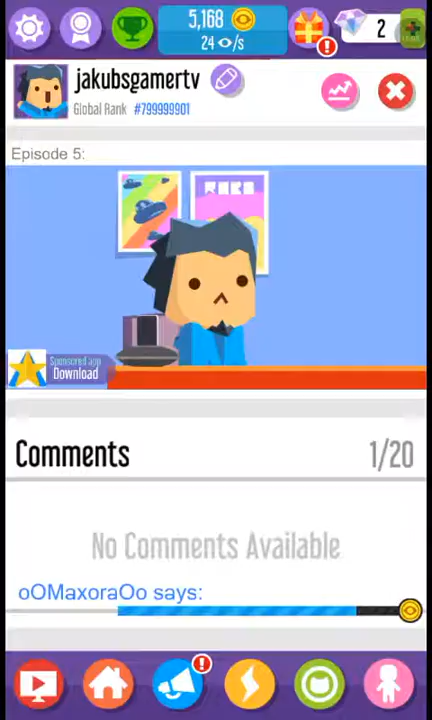 5,168
24 /s
2
jakubsgamertv
Global Rank #799999901
Episode 5:
Sponsored app
Download
Comments 1/20
No Comments Available
oOMaxoraOo says: